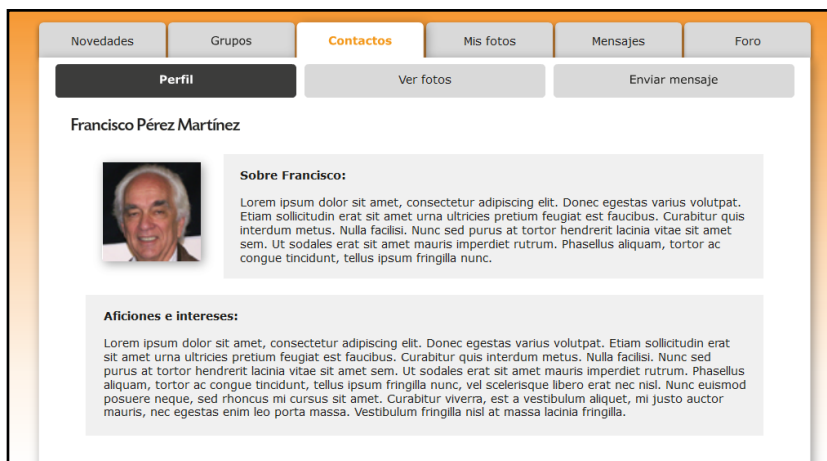 Novedades Grupos Contactos Mis fotos Mensajes Foro
Perfil Ver fotos Enviar mensaje
Francisco Pérez Martínez
Sobre Francisco:
Lorem ipsum dolor sit amet, consectetur adipiscing elit. Donec egestas varius volutpat.
Etiam sollicitudin erat sit amet urna ultricies pretium feugiat est faucibus. Curabitur quis
interdum metus. Nulla facilisi. Nunc sed purus at tortor hendrerit lacinia vitae sit amet
sem. Ut sodales erat sit amet mauris imperdiet rutrum. Phasellus aliquam, tortor ac
congue tincidunt, tellus ipsum fringilla nunc.
Aficiones e intereses:
Lorem ipsum dolor sit amet, consectetur adipiscing elit. Donec egestas varius volutpat. Etiam sollicitudin erat
sit amet urna ultricies pretium feugiat est faucibus. Curabitur quis interdum metus. Nulla facilisi. Nunc sed
purus at tortor hendrerit lacinia vitae sit amet sem. Ut sodales erat sit amet mauris imperdiet rutrum. Phasellus
aliquam, tortor ac congue tincidunt, tellus ipsum fringilla nunc, vel scelerisque libero erat nec nisl. Nunc euismod
posuere neque, sed rhoncus mi cursus sit amet. Curabitur viverra, est a vestibulum aliquet, mi justo auctor
mauris, nec egestas enim leo porta massa. Vestibulum fringilla nisl at massa lacinia fringilla.